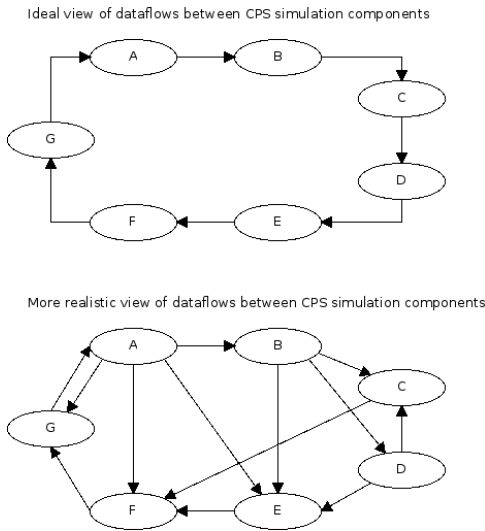 Ideal view of dataflows between CPS simulation components
A B
C
G
D
F E
More realistic view of dataflows between CPS simulation components
A B
C
G
D
F E